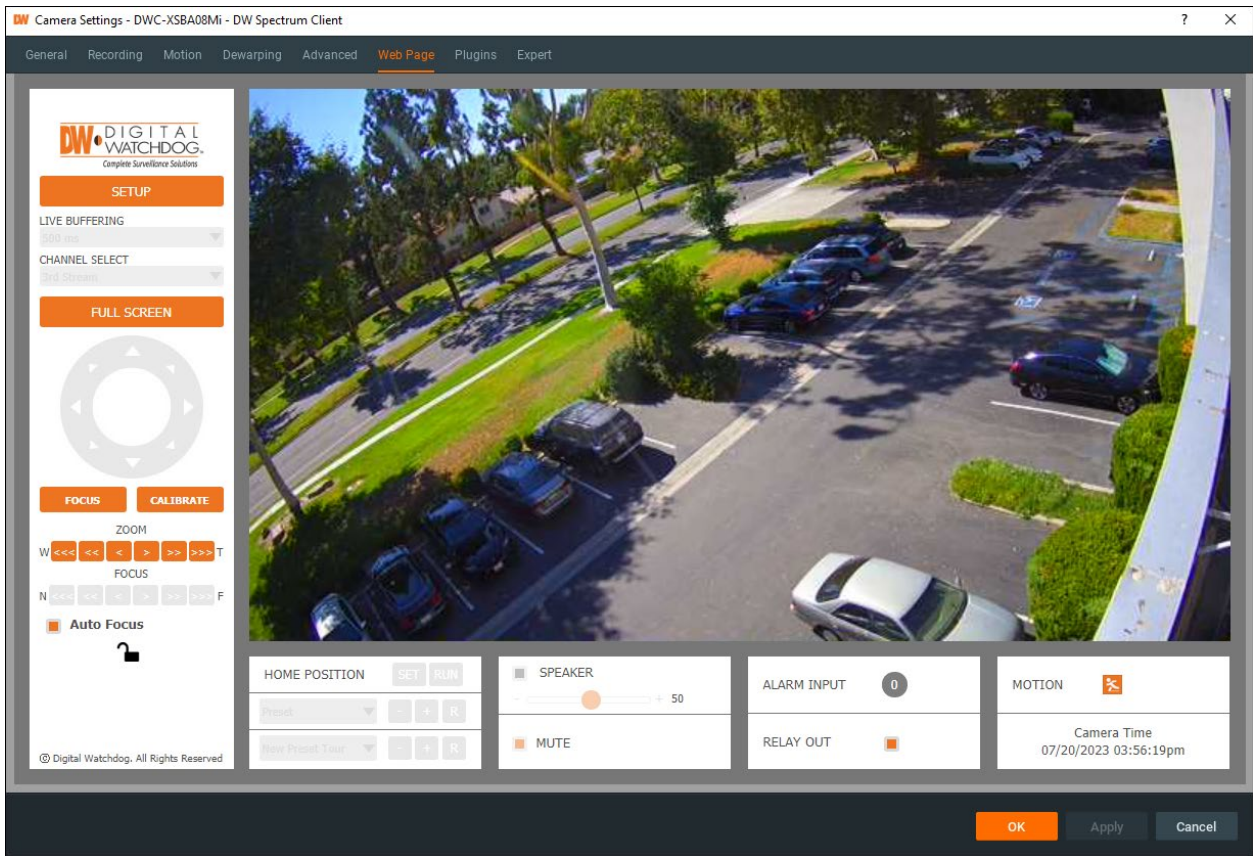 DW Camera Settings - DWC-XSBA08Mi - DW Spectrum Client ? ×
General Recording Motion Dewarping Advanced Web Page Plugins Expert
DW DIGITAL
WATCHDOG.
Complete Surveillance Solutions
SETUP
LIVE BUFFERING
500 ms
CHANNEL SELECT
3rd Stream
FULL SCREEN
FOCUS CALIBRATE
ZOOM
W <<< << < > >> >>> T
FOCUS
N <<< << < > >> >>> F
Auto Focus
© Digital Watchdog. All Rights Reserved
HOME POSITION SET RUN
Preset - + R
New Preset Tour - + R
SPEAKER
- + 50
MUTE
ALARM INPUT 0
RELAY OUT
MOTION
Camera Time
07/20/2023 03:56:19pm
OK Apply Cancel